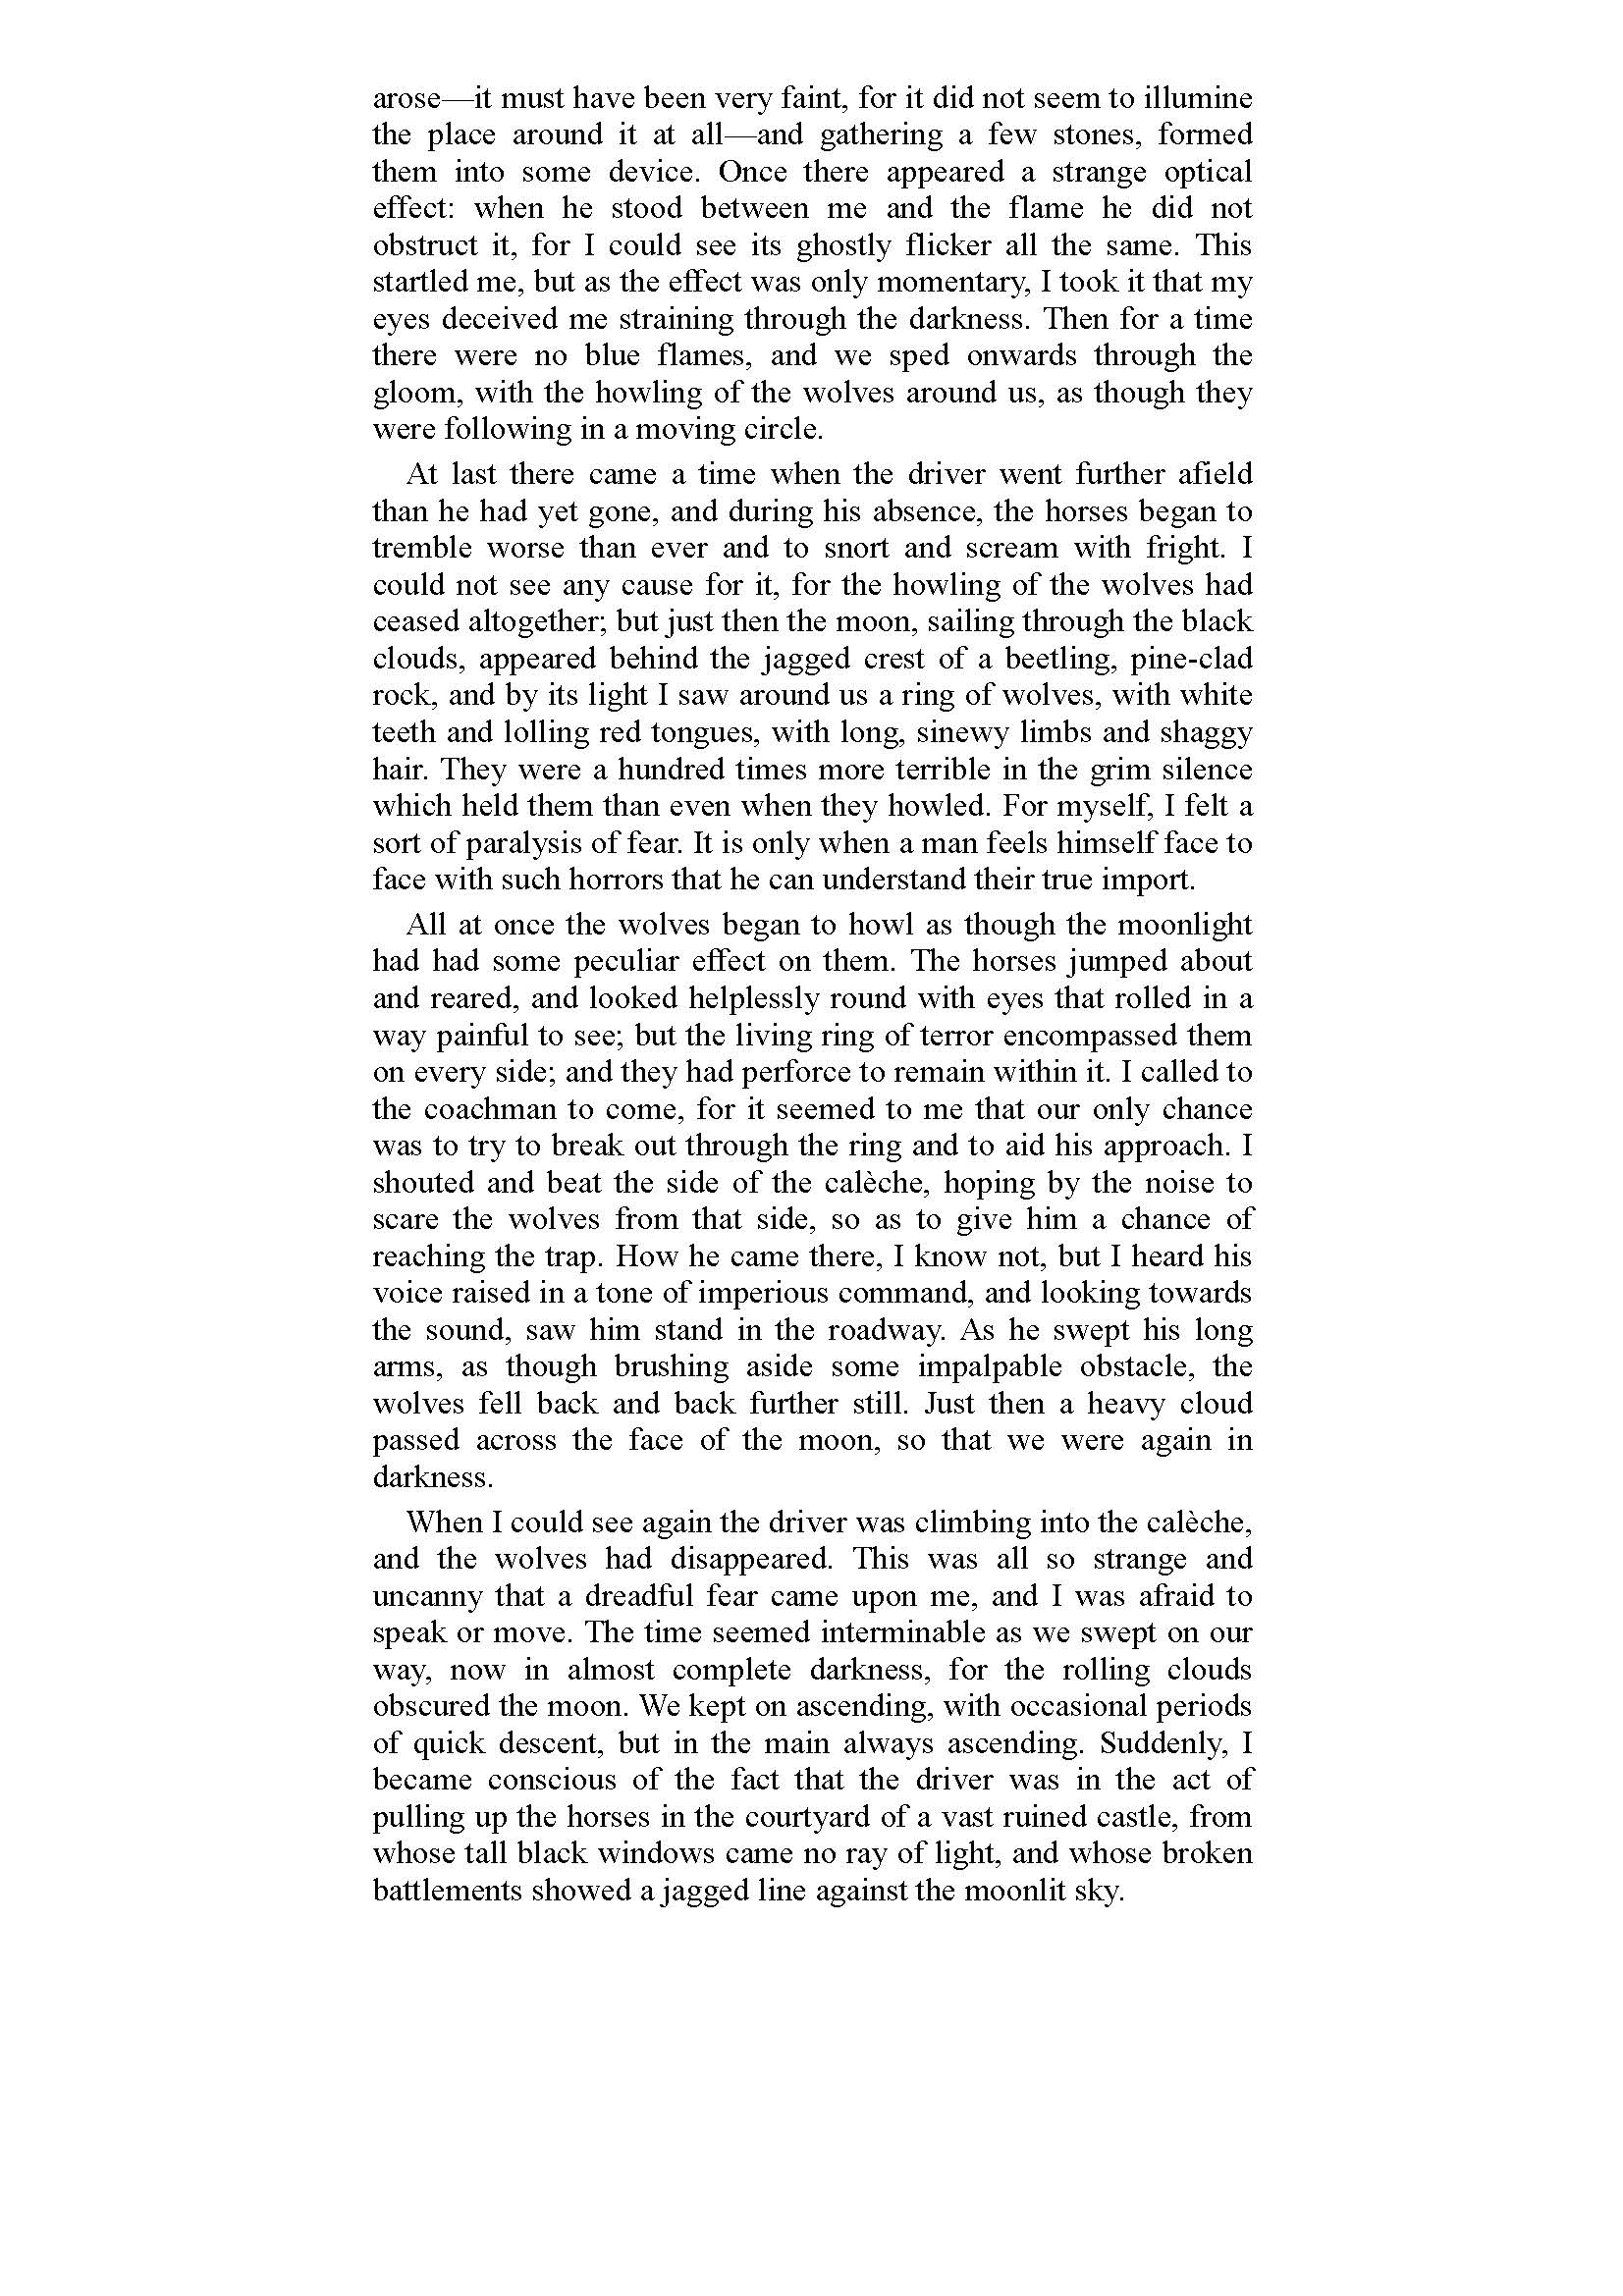 arose—it must have been very faint, for it did not seem to illumine
the place around it at all—and gathering a few stones, formed
them into some device. Once there appeared a strange optical
effect: when he stood between me and the flame he did not
obstruct it, for I could see its ghostly flicker all the same. This
startled me, but as the effect was only momentary, I took it that my
eyes deceived me straining through the darkness. Then for a time
there were no blue flames, and we sped onwards through the
gloom, with the howling of the wolves around us, as though they
were following in a moving circle.
At last there came a time when the driver went further afield
than he had yet gone, and during his absence, the horses began to
tremble worse than ever and to snort and scream with fright. I
could not see any cause for it, for the howling of the wolves had
ceased altogether; but just then the moon, sailing through the black
clouds, appeared behind the jagged crest of a beetling, pine-clad
rock, and by its light I saw around us a ring of wolves, with white
teeth and lolling red tongues, with long, sinewy limbs and shaggy
hair. They were a hundred times more terrible in the grim silence
which held them than even when they howled. For myself, I felt a
sort of paralysis of fear. It is only when a man feels himself face to
face with such horrors that he can understand their true import.
All at once the wolves began to howl as though the moonlight
had had some peculiar effect on them. The horses jumped about
and reared, and looked helplessly round with eyes that rolled in a
way painful to see; but the living ring of terror encompassed them
on every side; and they had perforce to remain within it. I called to
the coachman to come, for it seemed to me that our only chance
was to try to break out through the ring and to aid his approach. I
shouted and beat the side of the calèche, hoping by the noise to
scare the wolves from that side, so as to give him a chance of
reaching the trap. How he came there, I know not, but I heard his
voice raised in a tone of imperious command, and looking towards
the sound, saw him stand in the roadway. As he swept his long
arms, as though brushing aside some impalpable obstacle, the
wolves fell back and back further still. Just then a heavy cloud
passed across the face of the moon, so that we were again in
darkness.
When I could see again the driver was climbing into the calèche,
and the wolves had disappeared. This was all so strange and
uncanny that a dreadful fear came upon me, and I was afraid to
speak or move. The time seemed interminable as we swept on our
way, now in almost complete darkness, for the rolling clouds
obscured the moon. We kept on ascending, with occasional periods
of quick descent, but in the main always ascending. Suddenly, I
became conscious of the fact that the driver was in the act of
pulling up the horses in the courtyard of a vast ruined castle, from
whose tall black windows came no ray of light, and whose broken
battlements showed a jagged line against the moonlit sky.